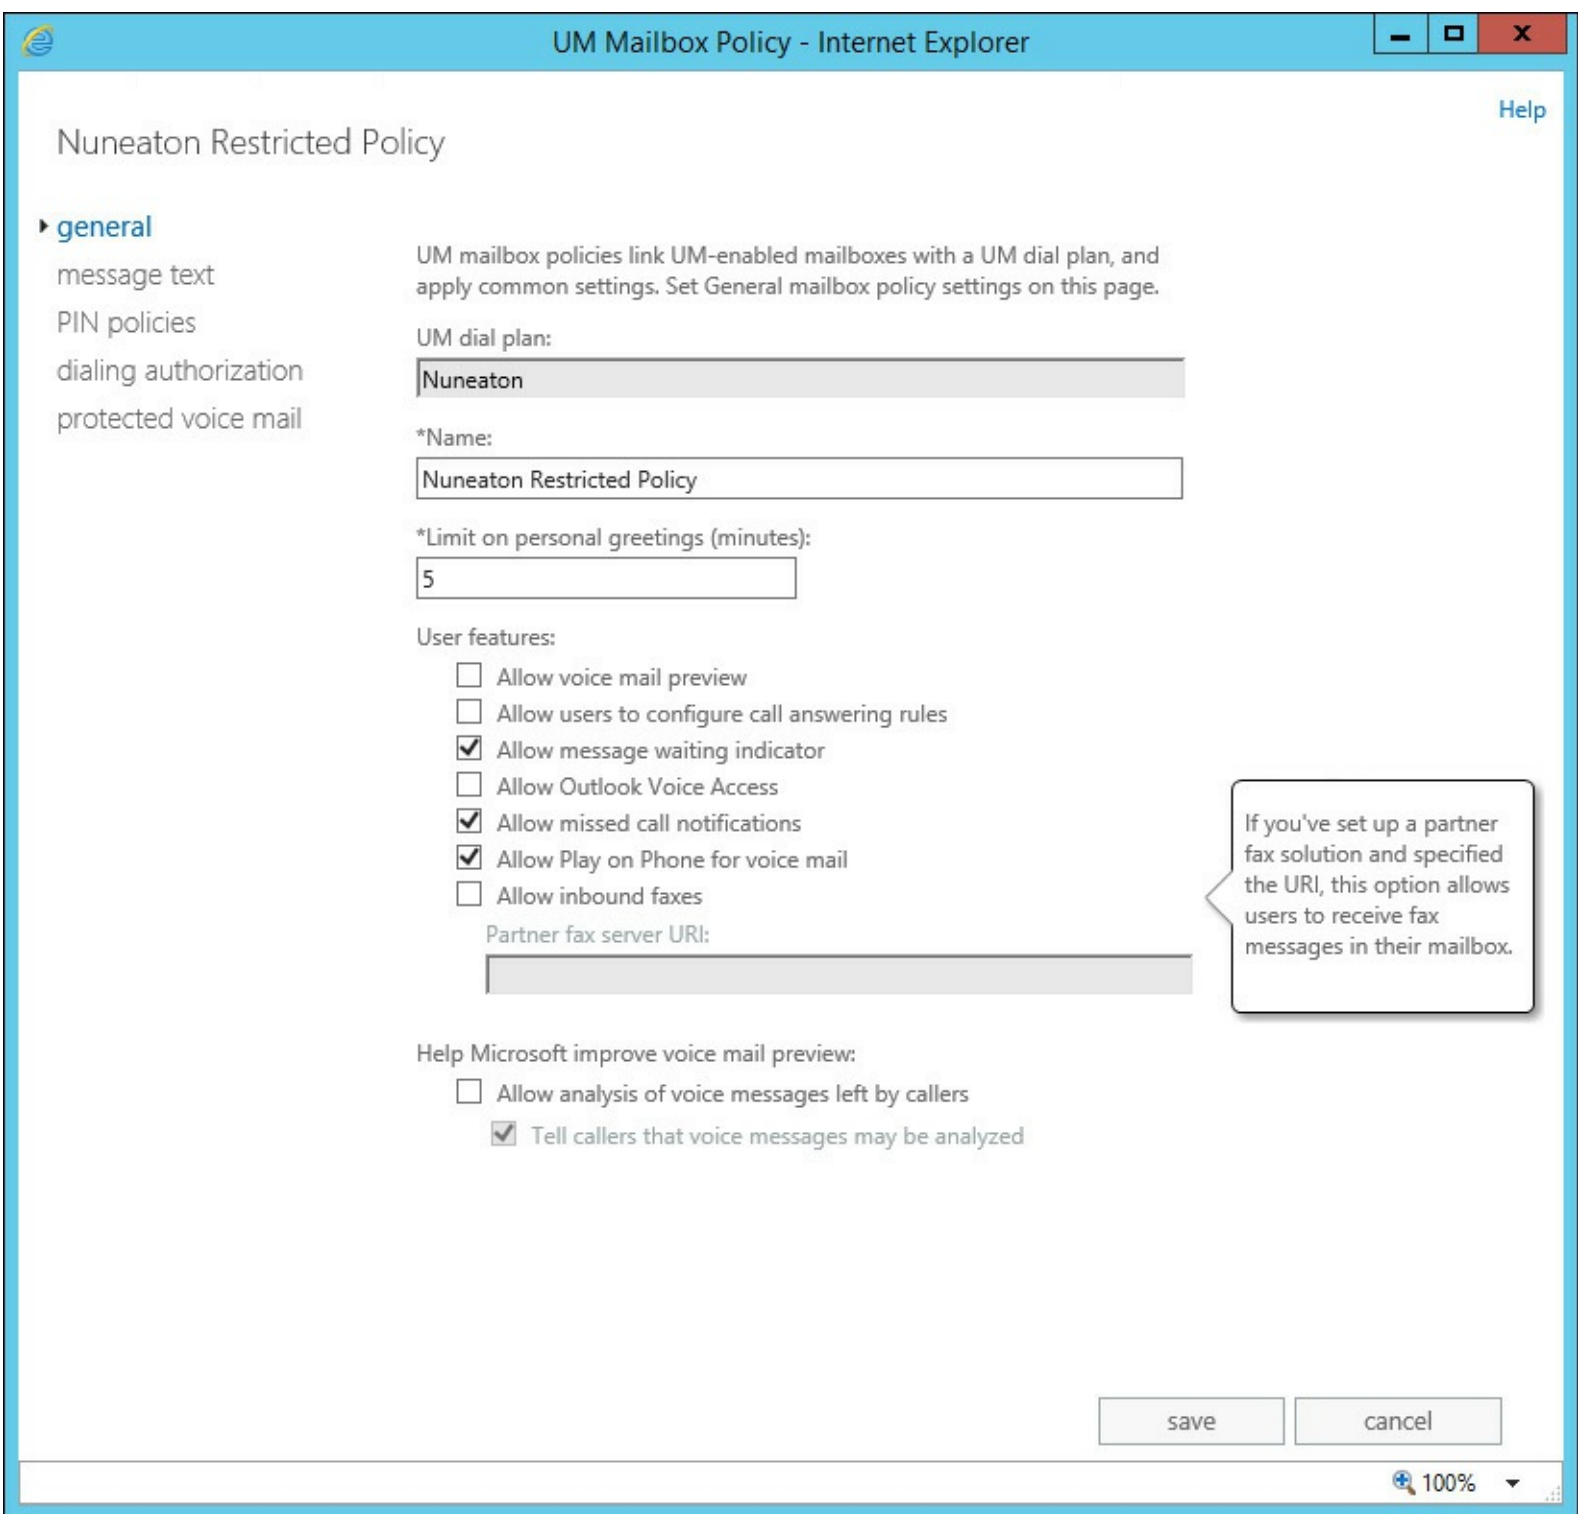 UM Mailbox Policy - Internet Explorer
Help
Nuneaton Restricted Policy
general
message text
PIN policies
dialing authorization
protected voice mail
UM mailbox policies link UM-enabled mailboxes with a UM dial plan, and
apply common settings. Set General mailbox policy settings on this page.
UM dial plan:
Nuneaton
*Name:
Nuneaton Restricted Policy
*Limit on personal greetings (minutes):
5
User features:
Allow voice mail preview
Allow users to configure call answering rules
Allow message waiting indicator
Allow Outlook Voice Access
Allow missed call notifications
Allow Play on Phone for voice mail
Allow inbound faxes
Partner fax server URI:
If you've set up a partner
fax solution and specified
the URI, this option allows
users to receive fax
messages in their mailbox.
Help Microsoft improve voice mail preview:
Allow analysis of voice messages left by callers
Tell callers that voice messages may be analyzed
save
cancel
100%